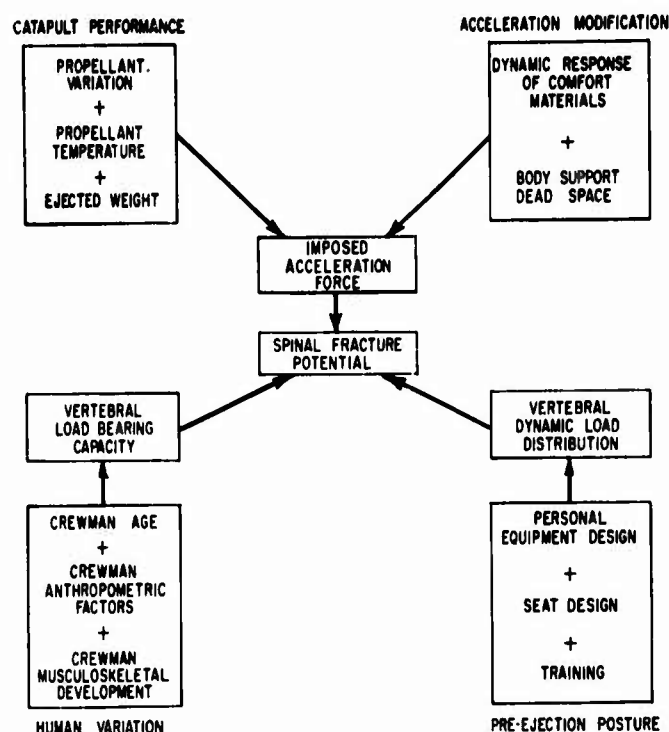 CATAPULT PERFORMANCE
PROPELLANT.
VARIATION
+
PROPELLANT
TEMPERATURE
+
EJECTED WEIGHT
ACCELERATION MODIFICATION
DYNAMIC RESPONSE
OF COMFORT
MATERIALS
+
BODY SUPPORT
DEAD SPACE
IMPOSED
ACCELERATION
FORCE
SPINAL FRACTURE
POTENTIAL
VERTEBRAL
LOAD BEARING
CAPACITY
VERTEBRAL
DYNAMIC LOAD
DISTRIBUTION
CREWMAN AGE
+
CREWMAN
ANTHROPOMETRIC
FACTORS
+
CREWMAN
MUSCULOSKELETAL
DEVELOPMENT
HUMAN VARIATION
PERSONAL
EQUIPMENT DESIGN
+
SEAT DESIGN
+
TRAINING
PRE-EJECTION POSTURE